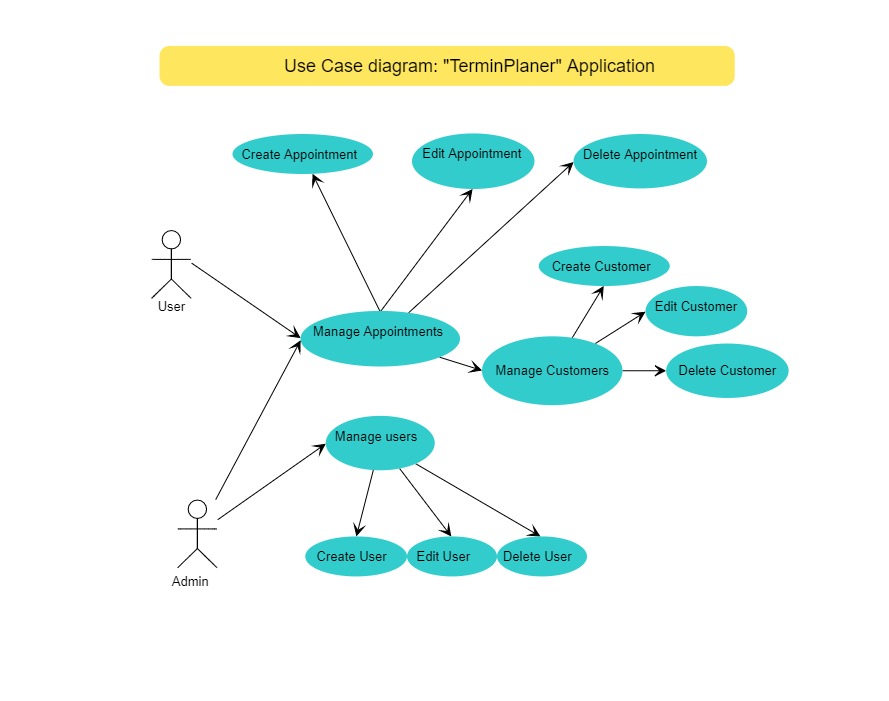 Use Case diagram: "TerminPlaner" Application
Create Appointment
Edit Appointment
Delete Appointment
User
Create Customer
Edit Customer
Manage Appointments
Manage Customers
Delete Customer
Manage users
Create User
Edit User
Delete User
Admin